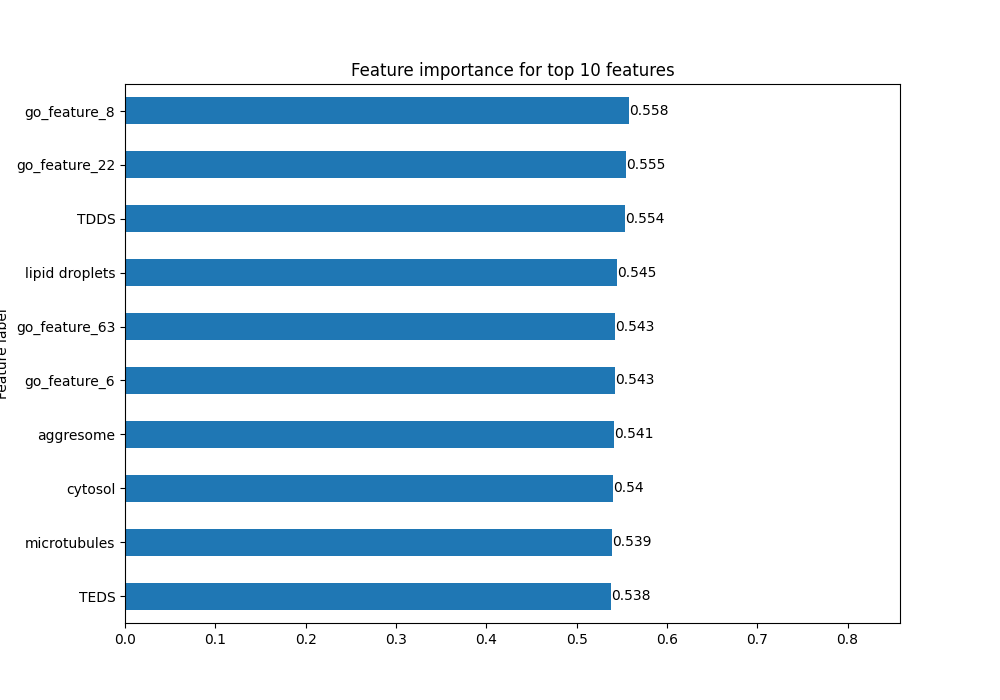 Feature importance for top 10 features
go_feature_8
0.558
go_feature_22
0.555
TDDS
0.554
lipid droplets
0.545
go_feature_63
0.543
go_feature_6
0.543
aggresome
0.541
cytosol
0.54
microtubules
0.539
TEDS
0.538
Feature label
0.0 0.1 0.2 0.3 0.4 0.5 0.6 0.7 0.8